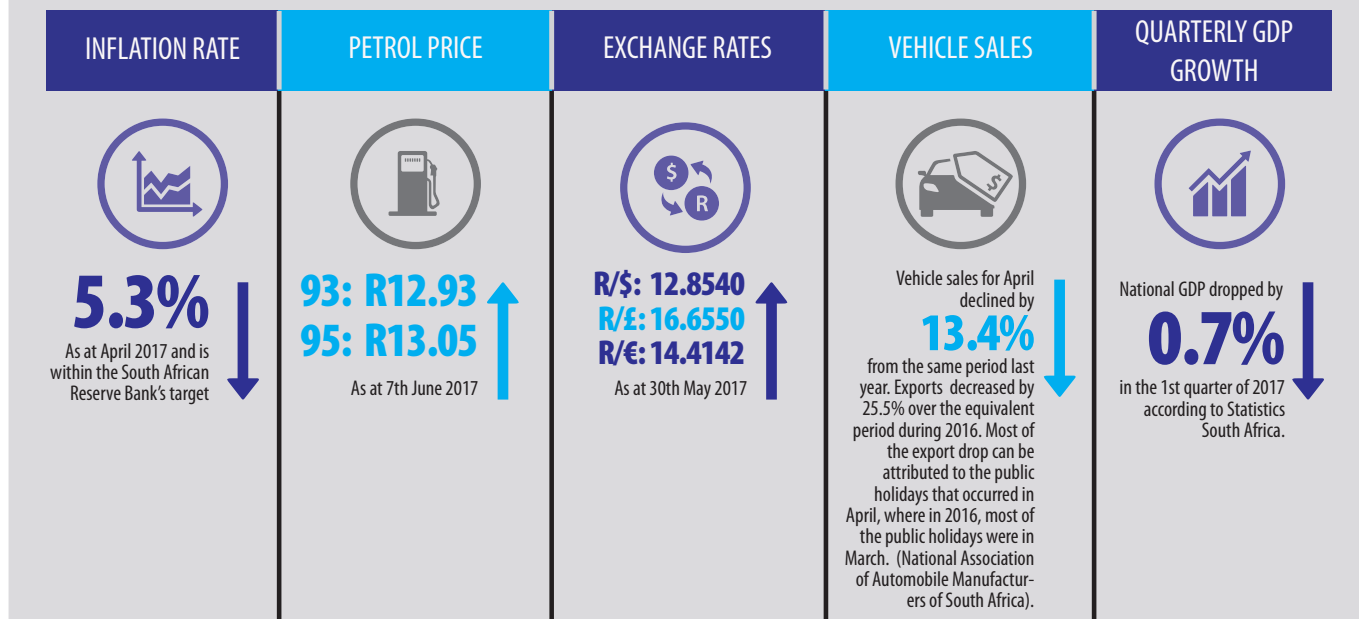 INFLATION RATE
5.3%
As at April 2017 and is
within the South African
Reserve Bank's target
PETROL PRICE
93: R12.93
95: R13.05
As at 7th June 2017
EXCHANGE RATES
$
R
R/$: 12.8540
R/£: 16.6550
R/€: 14.4142
As at 30th May 2017
VEHICLE SALES
$
Vehicle sales for April
declined by
13.4%
from the same period last
year. Exports decreased by
25.5% over the equivalent
period during 2016. Most of
the export drop can be
attributed to the public
holidays that occurred in
April, where in 2016, most of
the public holidays were in
March. (National Association
of Automobile Manufactur-
ers of South Africa).
QUARTERLY GDP
GROWTH
National GDP dropped by
0.7%
in the 1st quarter of 2017
according to Statistics
South Africa.